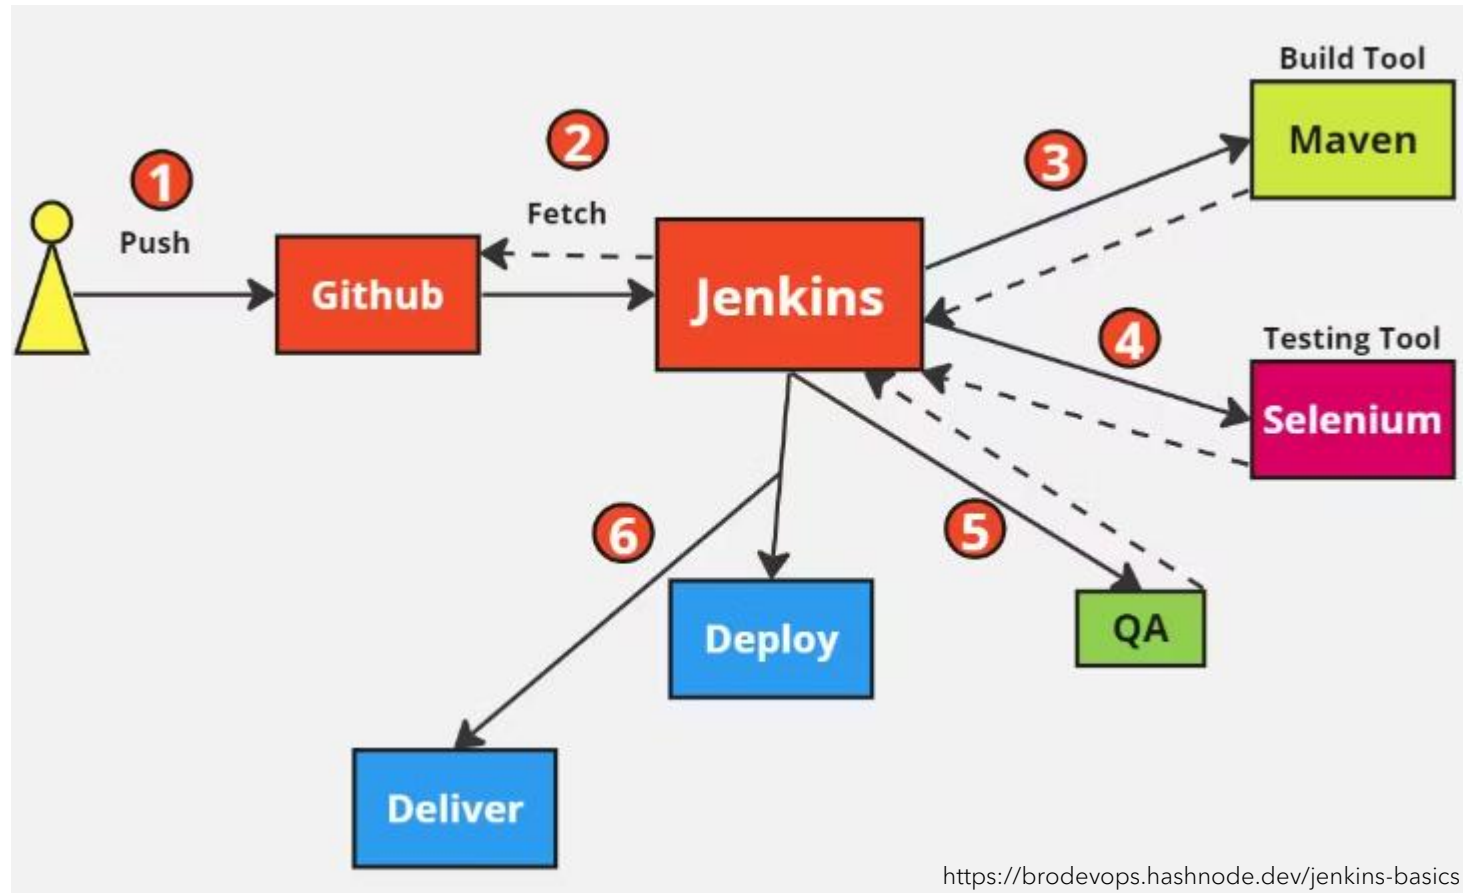 Build Tool
Maven
1
2
3
Push
Fetch
Github
Jenkins
4
Testing Tool
Selenium
5
6
Deploy
QA
Deliver
https://brodevops.hashnode.dev/jenkins-basics